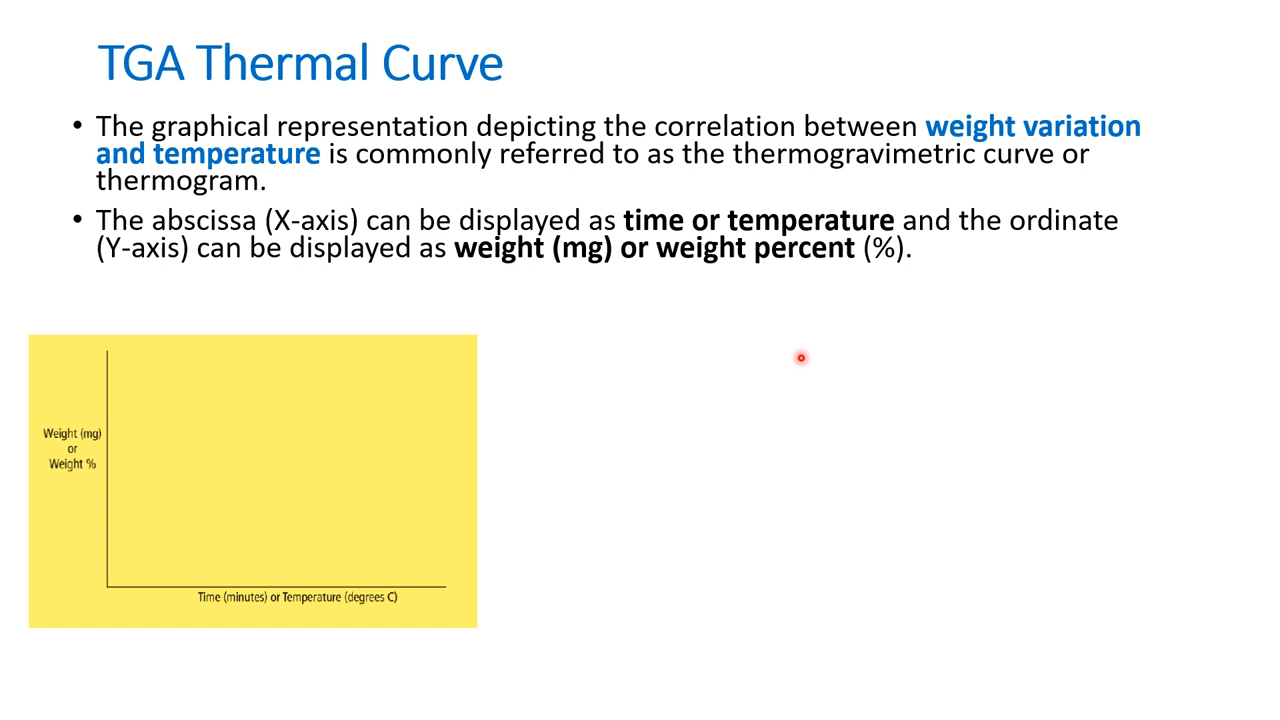 TGA Thermal Curve
• The graphical representation depicting the correlation between weight variation
and temperature is commonly referred to as the thermogravimetric curve or
thermogram.
• The abscissa (X-axis) can be displayed as time or temperature and the ordinate
(Y-axis) can be displayed as weight (mg) or weight percent (%).
Weight (mg)
or
Weight %
Time (minutes) or Temperature (degrees C)